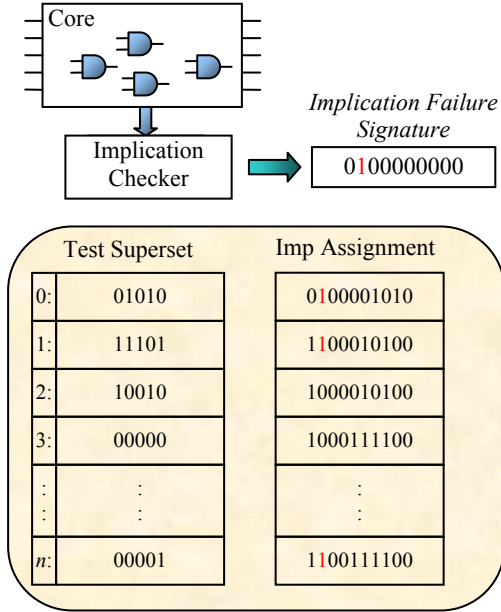 Core
Implication Failure
Signature
Implication
Checker
0100000000
Test Superset Imp Assignment
0: 01010 0100001010
1: 11101 1100010100
2: 10010 1000010100
3: 00000 1000111100
: : :
: : :
n: 00001 1100111100